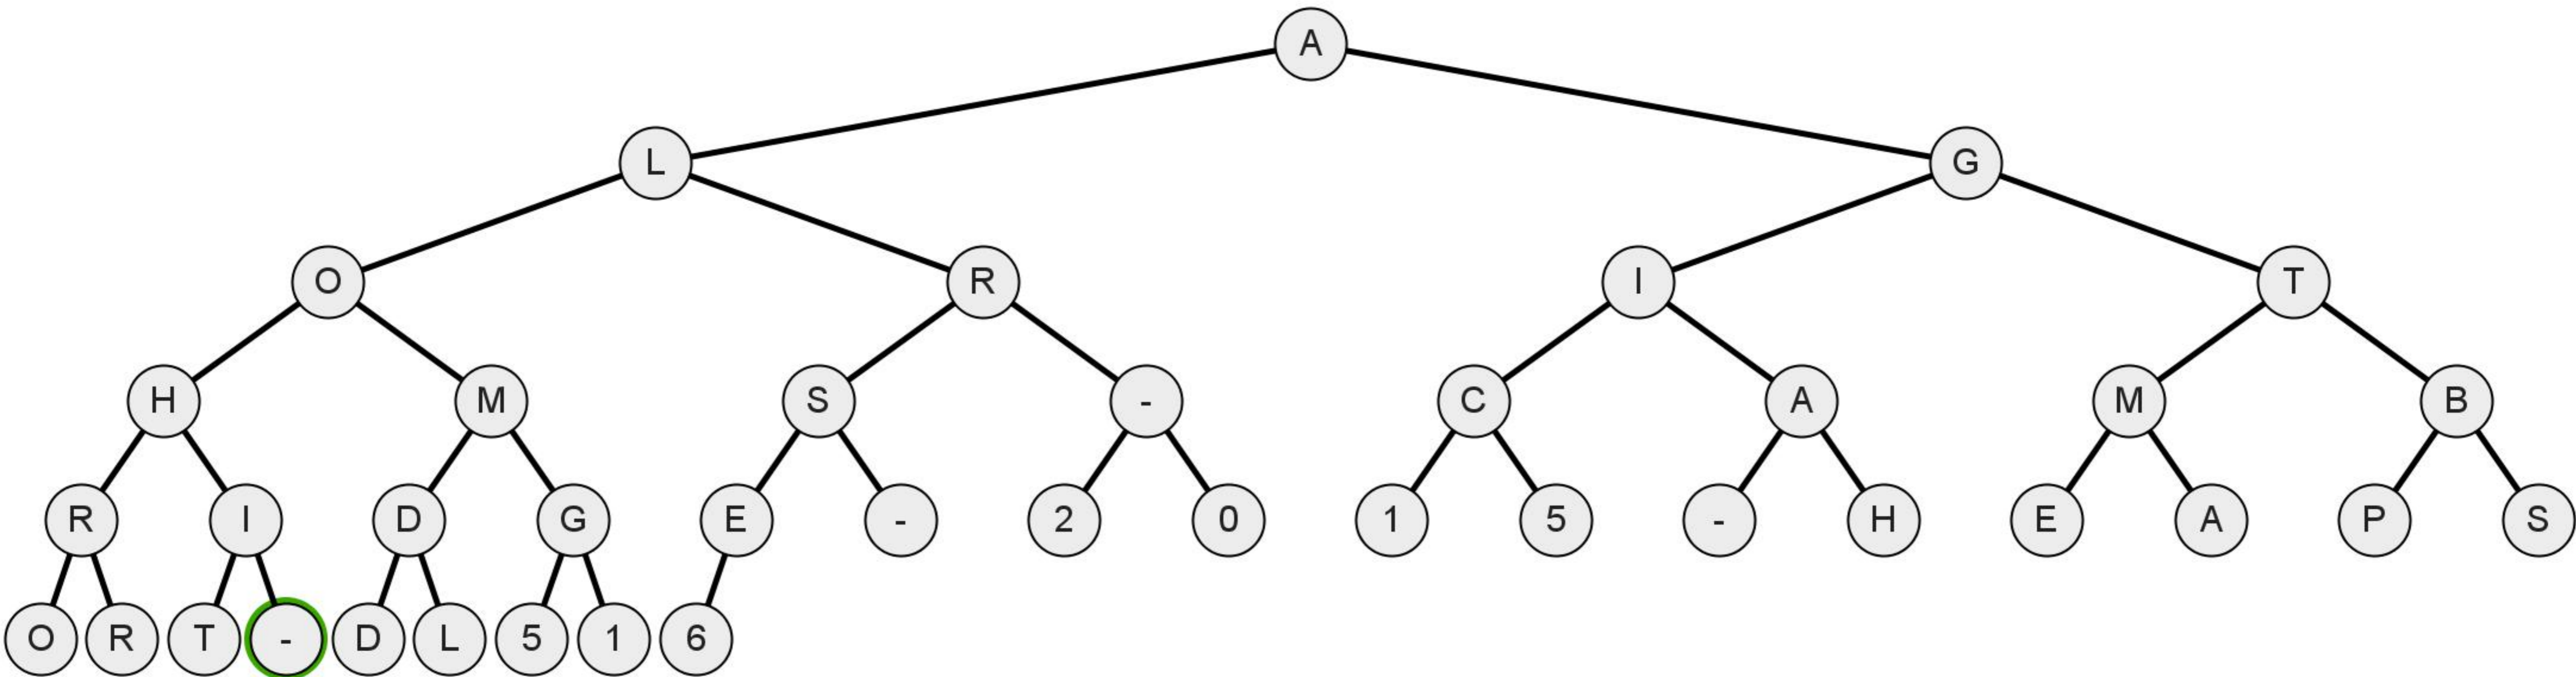 A
L G
O R I T
H M S - C A M B
R I D G E - 2 0 1 5 - H E A P S
O R T - D L 5 1 6